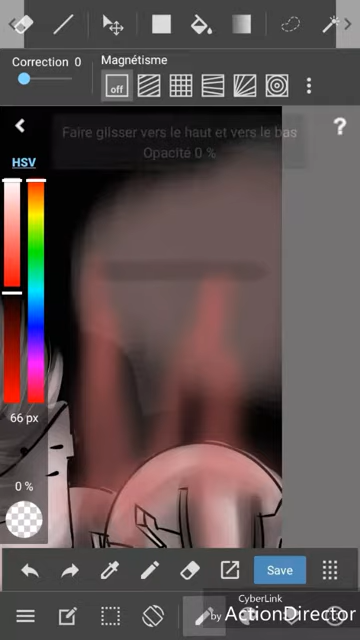 Correction 0
Magnétisme
off
Faire glisser vers le haut et vers le bas
Opacité 0 %
?
HSV
66 px
0 %
Save
CyberLink
by ActionDirector